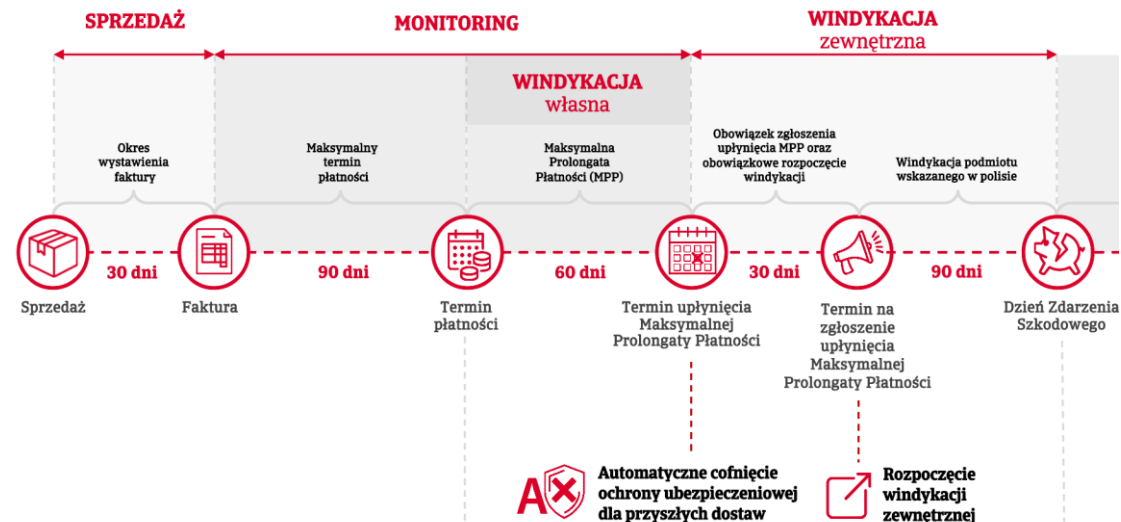 SPRZEDAŻ
MONITORING
WINDYKACJA
zewnętrzna
WINDYKACJA
własna
Okres
wystawienia
faktury
Maksymalny
termin
płatności
Maksymalna
Prolongata
Płatności (MPP)
Obowiązek zgłoszenia
upłynięcia MPP oraz
obowiązkowe rozpoczęcie
windykacji
Windykacja podmiotu
wskazanego w polisie
30 dni
90 dni
60 dni
30 dni
90 dni
Sprzedaż
Faktura
Termin
płatności
Termin upłynięcia
Maksymalnej
Prolongaty Płatności
Termin na
zgłoszenie
upłynięcia
Maksymalnej
Prolongaty Płatności
Dzień Zdarzenia
Szkodowego
A
Automatyczne cofnięcie
ochrony ubezpieczeniowej
dla przyszłych dostaw
Rozpoczęcie
windykacji
zewnętrznej